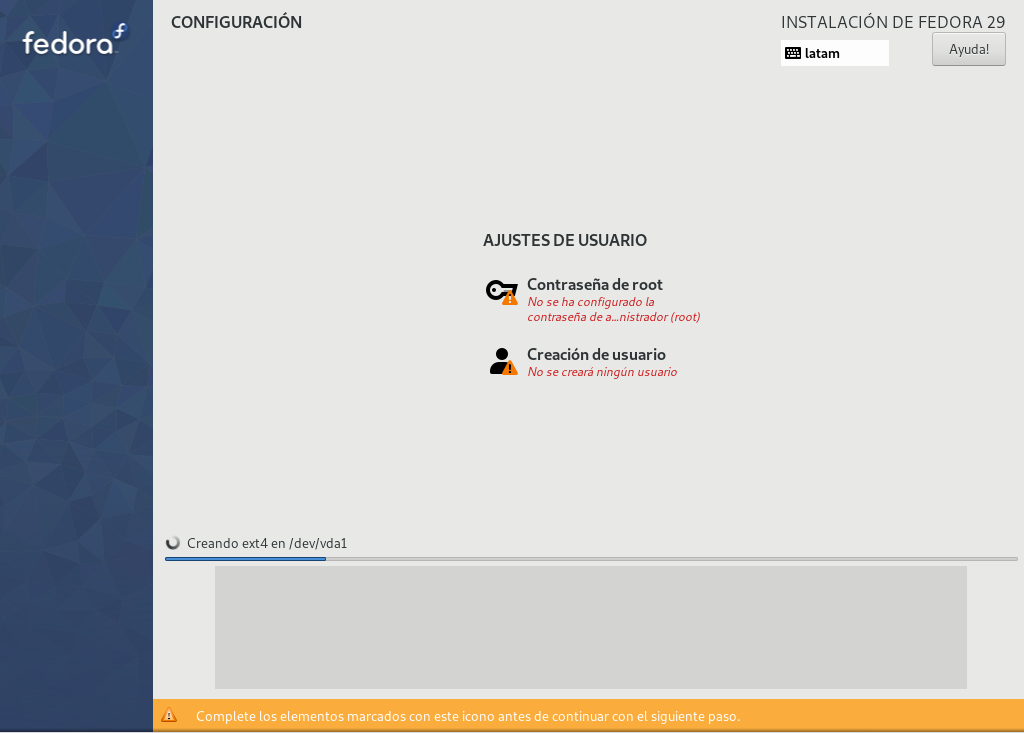 fedora
CONFIGURACIÓN
INSTALACIÓN DE FEDORA 29
latam
Ayuda!
AJUSTES DE USUARIO
Contraseña de root
No se ha configurado la
contraseña de a...nistrador (root)
Creación de usuario
No se creará ningún usuario
Creando ext4 en /dev/vda1
Complete los elementos marcados con este icono antes de continuar con el siguiente paso.